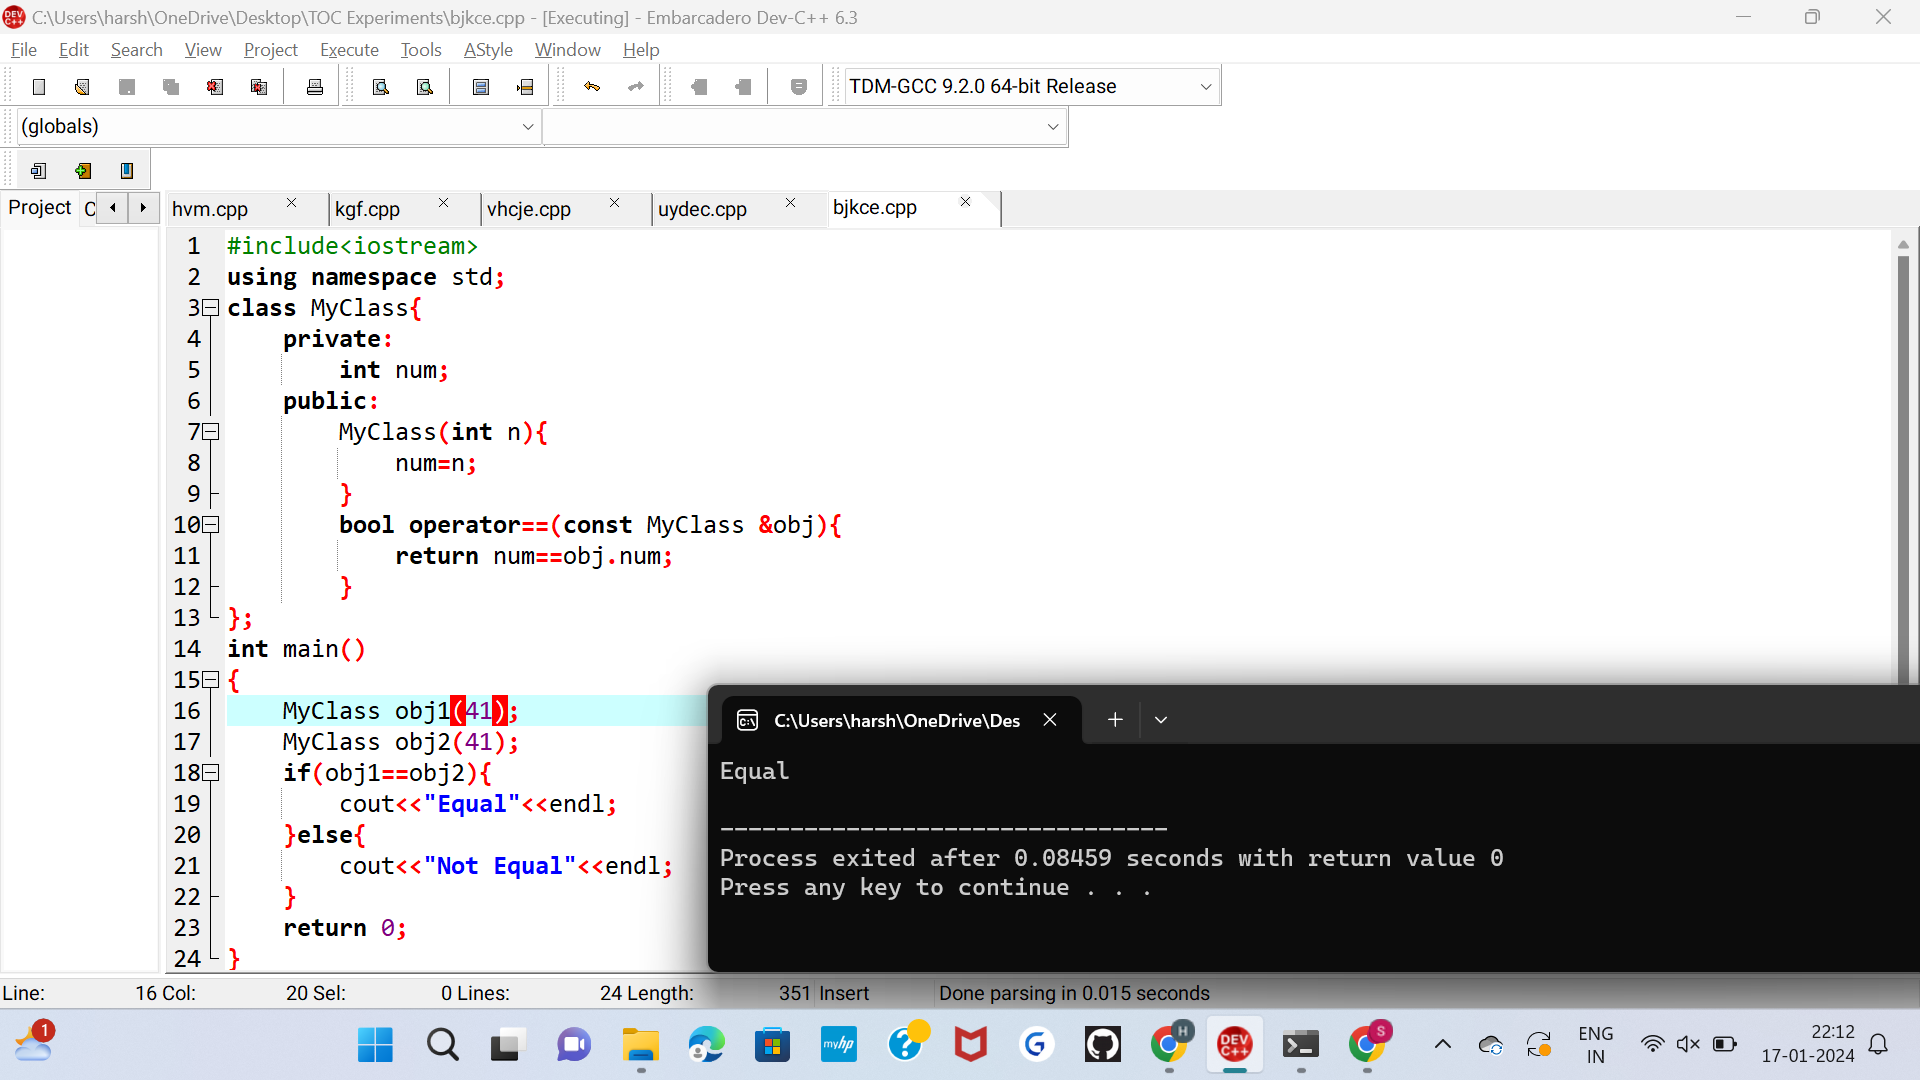 C:\Users\harsh\OneDrive\Desktop\TOC Experiments\bjkce.cpp - [Executing] - Embarcadero Dev-C++ 6.3
File Edit Search View Project Execute Tools AStyle Window Help
TDM-GCC 9.2.0 64-bit Release
(globals)
Project C hvm.cpp kgf.cpp vhcje.cpp uydec.cpp bjkce.cpp
1 #include<iostream>
2 using namespace std;
3 class MyClass{
4 private:
5 int num;
6 public:
7 MyClass(int n){
8 num=n;
9 }
10 bool operator==(const MyClass &obj){
11 return num==obj.num;
12 }
13 };
14 int main()
15 {
16 MyClass obj1(41);
17 MyClass obj2(41);
18 if(obj1==obj2){
19 cout<<"Equal"<<endl;
20 }else{
21 cout<<"Not Equal"<<endl;
22 }
23 return 0;
24 }
C:\Users\harsh\OneDrive\Des
Equal
--------------------------------
Process exited after 0.08459 seconds with return value 0
Press any key to continue . . .
Line: 16 Col: 20 Sel: 0 Lines: 24 Length: 351 Insert Done parsing in 0.015 seconds
1
myhp
?
G
H
DEV C++
S
ENG
IN
22:12
17-01-2024